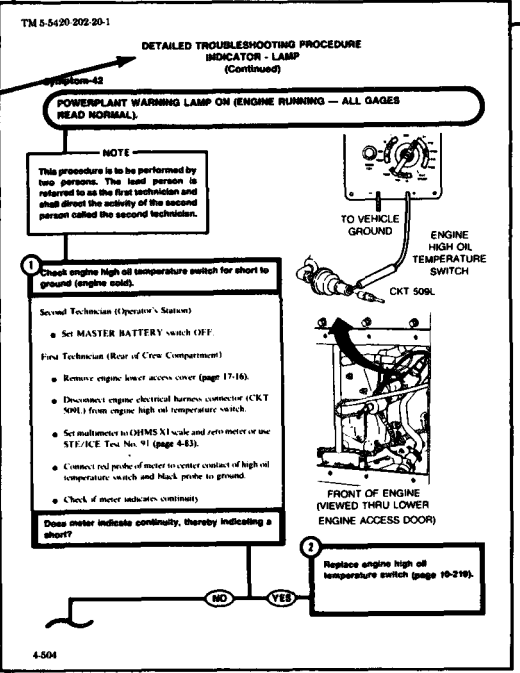 TM 5-5420-202-20-1
DETAILED TROUBLESHOOTING PROCEDURE
INDICATOR - LAMP
(Continued)
Symptom-42
POWERPLANT WARNING LAMP ON (ENGINE RUNNING — ALL GAGES
READ NORMAL).
NOTE
This procedure is to be performed by
two persons. The lead person is
referred to as the first technician and
shall direct the activity of the second
person called the second technician.
1
Check engine high oil temperature switch for short to
ground (engine cold).
Second Technician (Operator's Station)
● Set MASTER BATTERY switch OFF.
First Technician (Rear of Crew Compartment)
● Remove engine lower access cover (page 17-16).
● Disconnect engine electrical harness connector (CKT
509L) from engine high oil temperature switch.
● Set multimeter to OHMS X1 scale and zero meter or use
STE/ICE Test No. 91 (page 4-83).
● Connect red probe of meter to center contact of high oil
temperature switch and black probe to ground.
● Check if meter indicates continuity
Does meter indicate continuity, thereby indicating a
short?
TO VEHICLE
GROUND
ENGINE
HIGH OIL
TEMPERATURE
SWITCH
CKT 509L
FRONT OF ENGINE
(VIEWED THRU LOWER
ENGINE ACCESS DOOR)
2
Replace engine high oil
temperature switch (page 10-219).
NO
YES
4-504